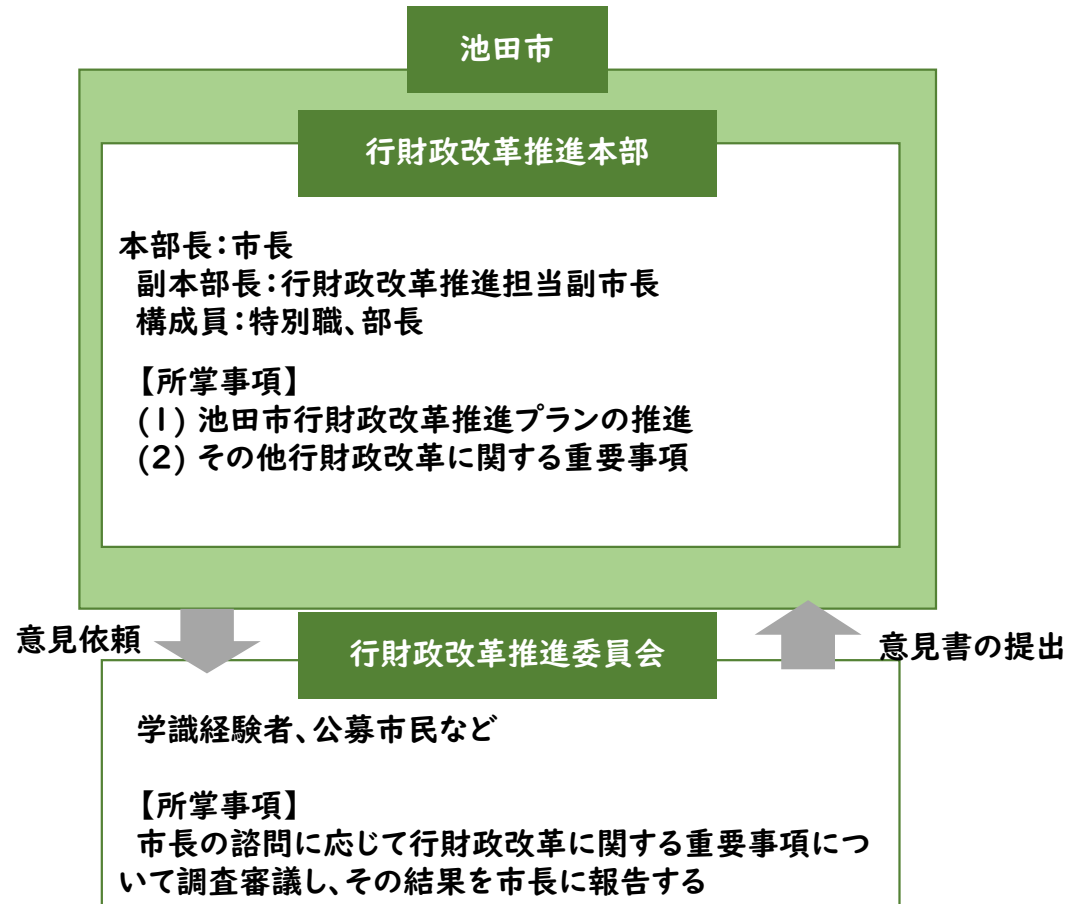 池田市
行財政改革推進本部
本部長：市長
副本部長：行財政改革推進担当副市長
構成員：特別職、部長
【所掌事項】
(1) 池田市行財政改革推進プランの推進
(2) その他行財政改革に関する重要事項
意見依頼
行財政改革推進委員会
意見書の提出
学識経験者、公募市民など
【所掌事項】
市長の諮問に応じて行財政改革に関する重要事項につ
いて調査審議し、その結果を市長に報告する